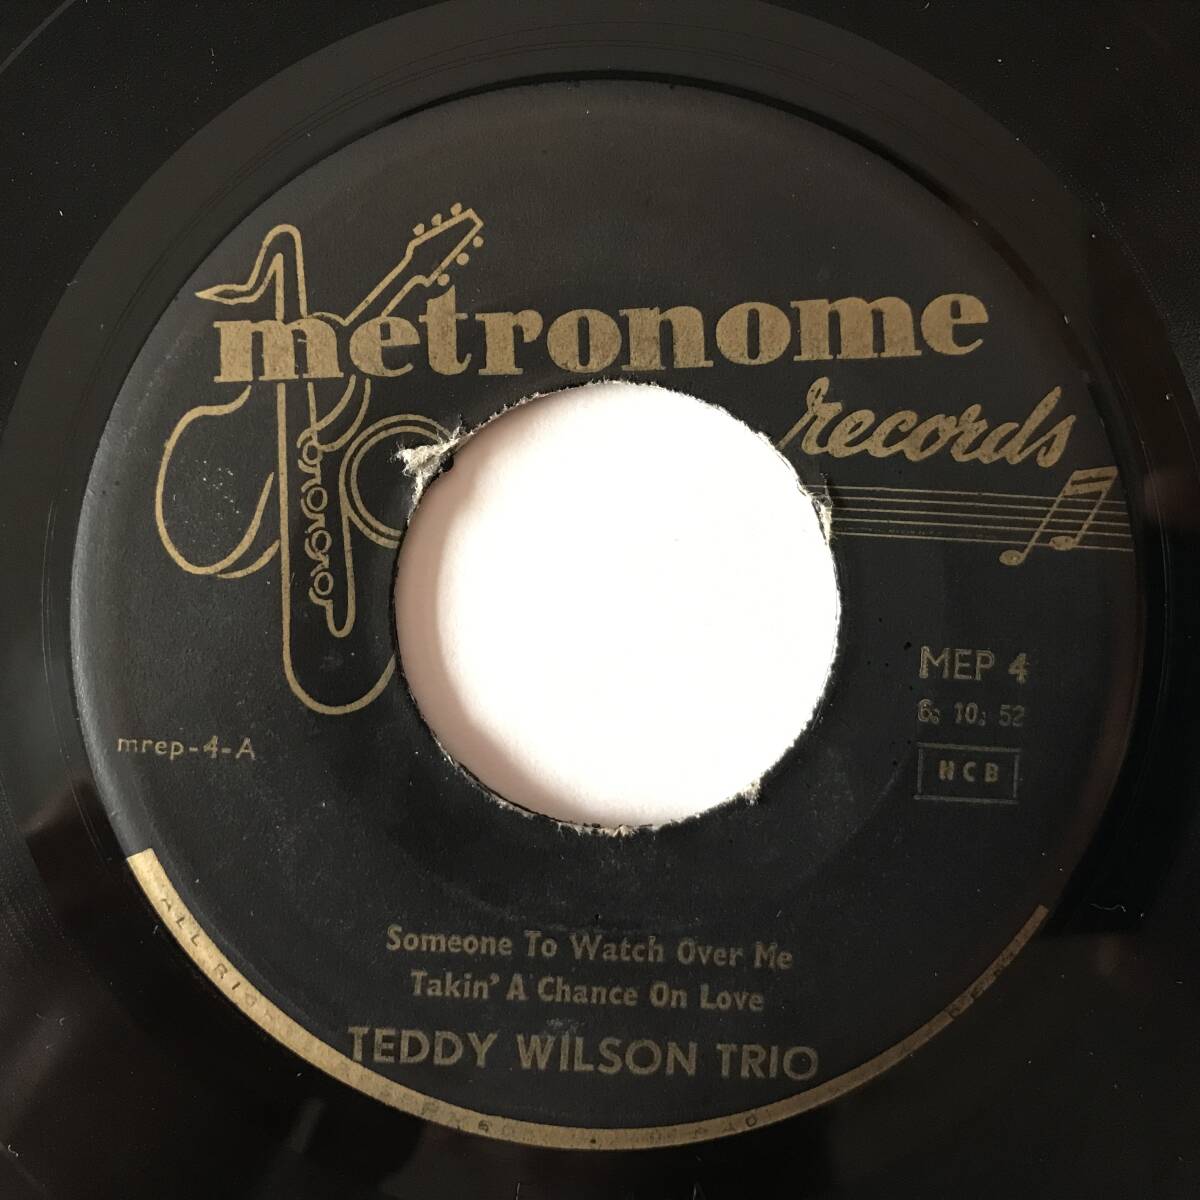 metronome
records
MEP 4
6: 10: 52
NCB
mrep-4-A
Someone To Watch Over Me
Takin' A Chance On Love
TEDDY WILSON TRIO
ALL